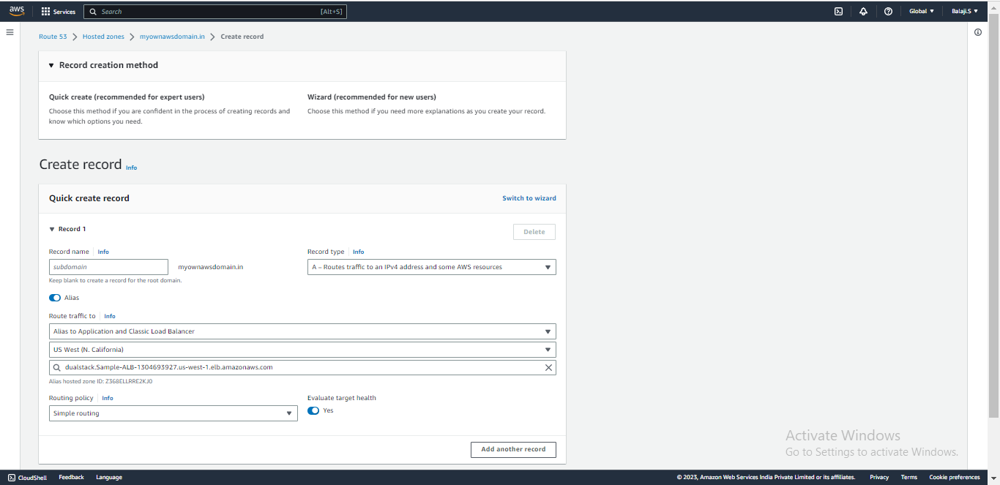 aws
Services
Search [Alt+S]
Global Balaji.S
Route 53 Hosted zones myownawsdomain.in Create record
Record creation method
Quick create (recommended for expert users)
Choose this method if you are confident in the process of creating records and
know which options you need.
Wizard (recommended for new users)
Choose this method if you need more explanations as you create your record.
Create record Info
Quick create record
Switch to wizard
Record 1
Delete
Record name Info
subdomain
myownawsdomain.in
Keep blank to create a record for the root domain.
Record type Info
A – Routes traffic to an IPv4 address and some AWS resources
Alias
Route traffic to Info
Alias to Application and Classic Load Balancer
US West (N. California)
dualstack.Sample-ALB-1304693927.us-west-1.elb.amazonaws.com
Alias hosted zone ID: Z368ELLRRE2KJ0
Routing policy Info
Simple routing
Evaluate target health
Yes
Add another record
Activate Windows
Go to Settings to activate Windows.
CloudShell Feedback Language
© 2023, Amazon Web Services India Private Limited or its affiliates. Privacy Terms Cookie preferences